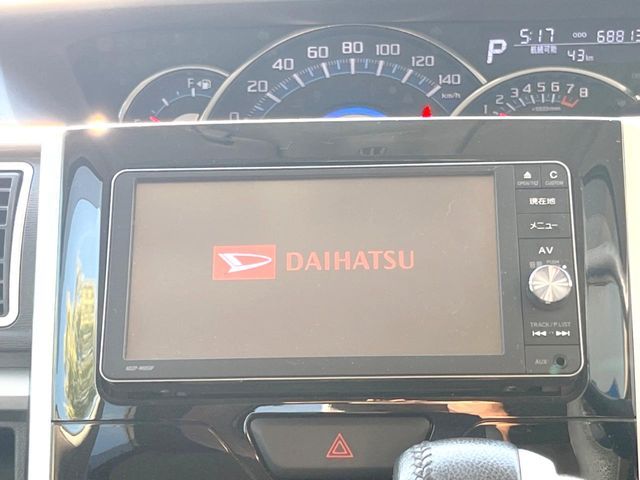 P 5:17 ODO 68813
航続可能 43km
F
0 20 40 60 80 100 120 140
km/h
1 2 3 4 5 6 7 8
OPEN/TILT CUSTOM
C
現在地
メニュー
AV
音量 PUSH
DAIHATSU
TRACK/P.LIST
AUX